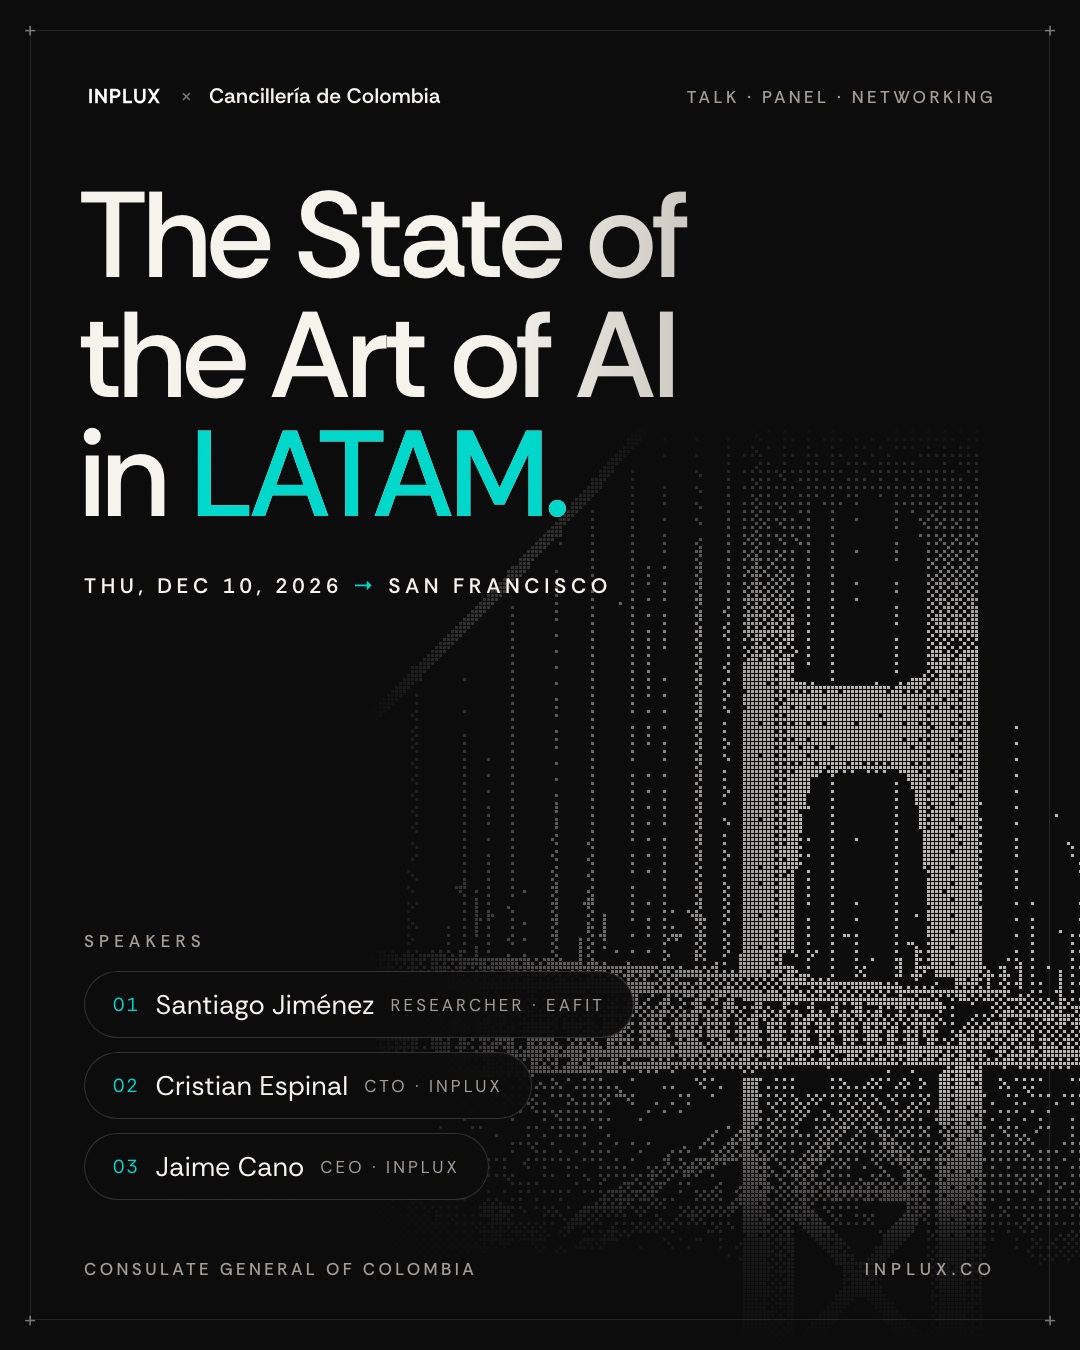 INPLUX × Cancillería de Colombia
TALK · PANEL · NETWORKING
The State of
the Art of AI
in LATAM.
THU, DEC 10, 2026 → SAN FRANCISCO
SPEAKERS
01 Santiago Jiménez RESEARCHER · EAFIT
02 Cristian Espinal CTO · INPLUX
03 Jaime Cano CEO · INPLUX
CONSULATE GENERAL OF COLOMBIA
INPLUX.CO